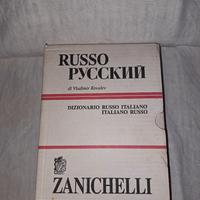 RUSSO
РУССКИЙ
di Vladimir Kovalev
DIZIONARIO RUSSO ITALIANO
ITALIANO RUSSO
ZANICHELLI